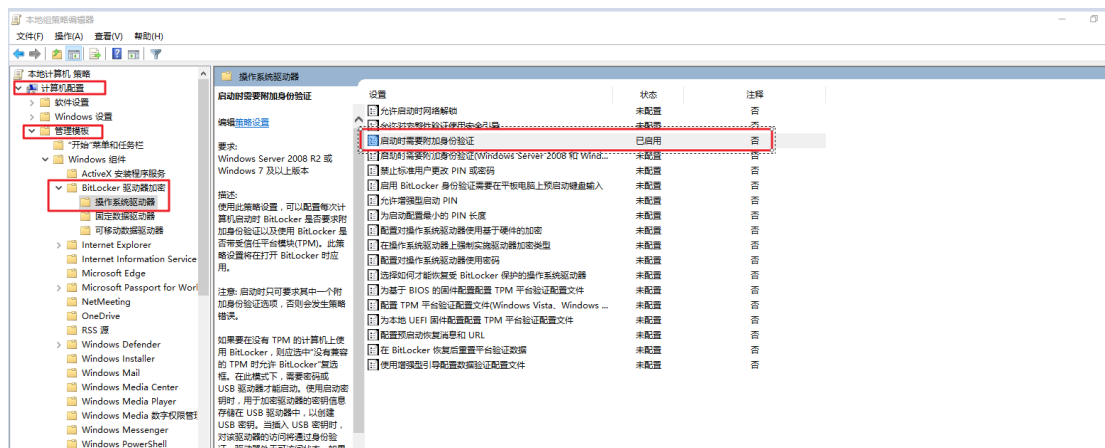 本地组策略编辑器
文件(F) 操作(A) 查看(V) 帮助(H)
本地计算机 策略
计算机配置
软件设置
Windows 设置
管理模板
"开始"菜单和任务栏
Windows 组件
ActiveX 安装程序服务
BitLocker 驱动器加密
操作系统驱动器
固定数据驱动器
可移动数据驱动器
Internet Explorer
Internet Information Service
Microsoft Edge
Microsoft Passport for Worl
NetMeeting
OneDrive
RSS 源
Windows Defender
Windows Installer
Windows Mail
Windows Media Center
Windows Media Player
Windows Media 数字权限管理
Windows Messenger
Windows PowerShell
操作系统驱动器
启动时需要附加身份验证
编辑策略设置
要求:
Windows Server 2008 R2 或
Windows 7 及以上版本
描述:
使用此策略设置，可以配置每次计
算机启动时 BitLocker 是否要求附
加身份验证以及使用 BitLocker 是
否带受信任平台模块(TPM)。此策
略设置将在打开 BitLocker 时应
用。
注意: 启动时只可要求其中一个附
加身份验证选项，否则会发生策略
错误。
如果要在没有 TPM 的计算机上使
用 BitLocker，则应选中"没有兼容
的 TPM 时允许 BitLocker"复选
框。在此模式下，需要密码或
USB 驱动器才能启动。使用启动密
钥时，用于加密驱动器的密钥信息
存储在 USB 驱动器中，以创建
USB 密钥。当插入 USB 密钥时，
对该驱动器的访问将通过身份验
设置 状态 注释
允许启动时网络解锁 未配置 否
允许对完整性验证使用安全引导 未配置 否
启动时需要附加身份验证 已启用 否
启动时需要附加身份验证(Windows Server 2008 和 Wind... 未配置 否
禁止标准用户更改 PIN 或密码 未配置 否
启用 BitLocker 身份验证需要在平板电脑上预启动键盘输入 未配置 否
允许增强型启动 PIN 未配置 否
为启动配置最小的 PIN 长度 未配置 否
配置对操作系统驱动器使用基于硬件的加密 未配置 否
在操作系统驱动器上强制实施驱动器加密类型 未配置 否
配置对操作系统驱动器使用密码 未配置 否
选择如何才能恢复受 BitLocker 保护的操作系统驱动器 未配置 否
为基于 BIOS 的固件配置配置 TPM 平台验证配置文件 未配置 否
配置 TPM 平台验证配置文件(Windows Vista、Windows ... 未配置 否
为本地 UEFI 固件配置配置 TPM 平台验证配置文件 未配置 否
配置预启动恢复消息和 URL 未配置 否
在 BitLocker 恢复后重置平台验证数据 未配置 否
使用增强型引导配置数据验证配置文件 未配置 否